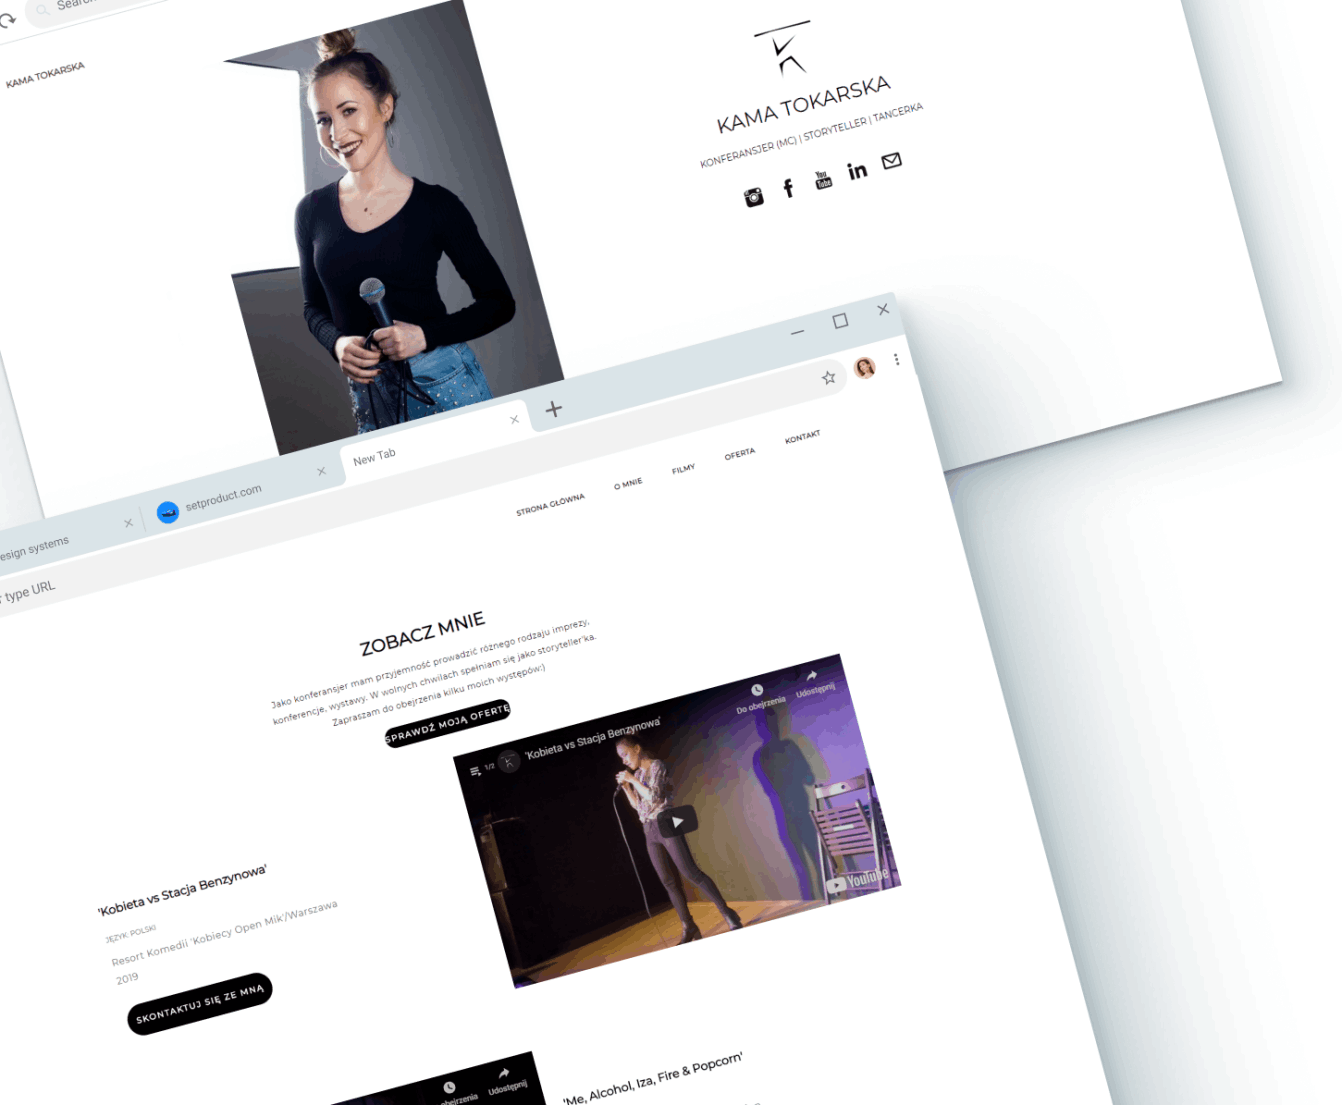 Search
KAMA TOKARSKA
KAMA TOKARSKA
KONFERANSJER (MC) | STORYTELLER | TANCERKA
You
Tube
in
design systems
setproduct.com
New Tab
type URL
STRONA GŁÓWNA
O MNIE
FILMY
OFERTA
KONTAKT
ZOBACZ MNIE
Jako konferansjer mam przyjemność prowadzić różnego rodzaju imprezy,
konferencje, wystawy. W wolnych chwilach spełniam się jako storyteller'ka.
Zapraszam do obejrzenia kilku moich występów:)
SPRAWDŹ MOJĄ OFERTĘ
1/2
'Kobieta vs Stacja Benzynowa'
Do obejrzenia
Udostępnij
YouTube
'Kobieta vs Stacja Benzynowa'
JĘZYK: POLSKI
Resort Komedii 'Kobiecy Open Mik'/Warszawa
2019
SKONTAKTUJ SIĘ ZE MNĄ
obejrzenia
Udostępnij
'Me, Alcohol, Iza, Fire & Popcorn'